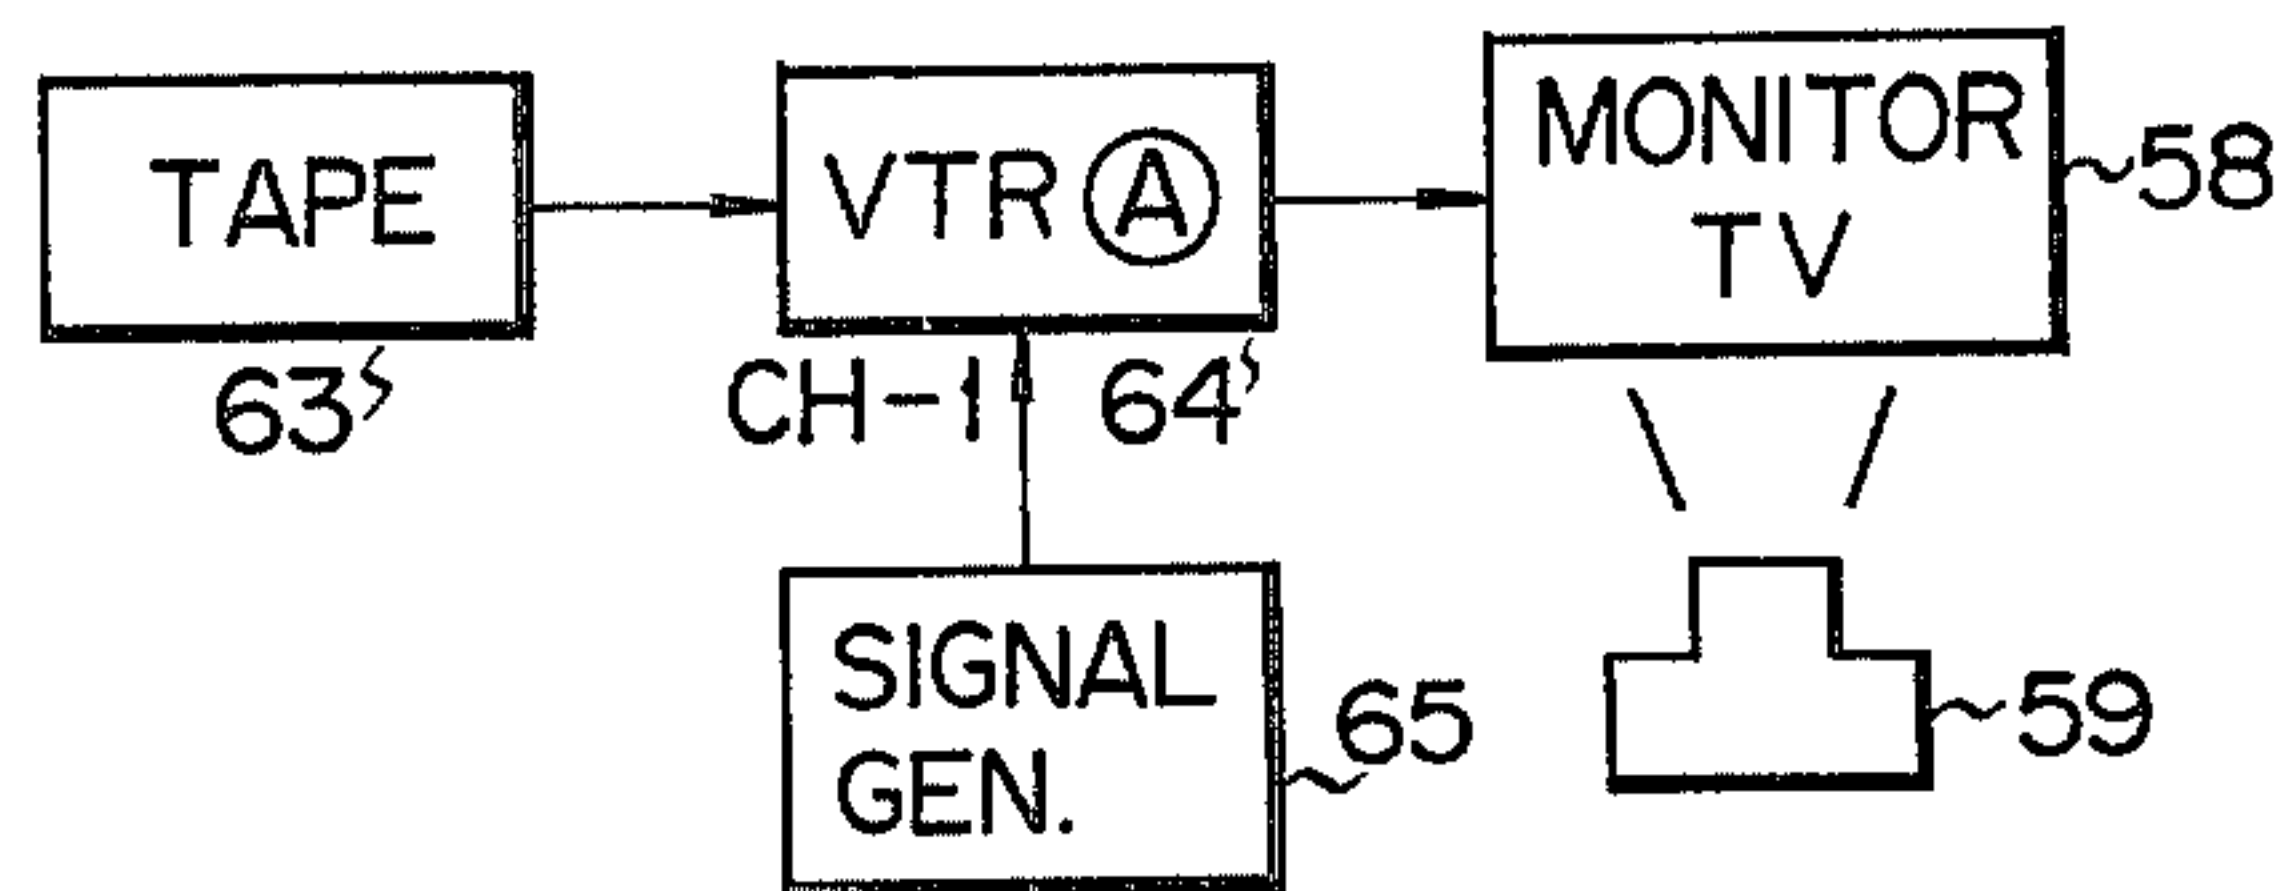 TAPE
63
VTR Ⓐ
CH-1
64
MONITOR
TV
58
SIGNAL
GEN.
65
59